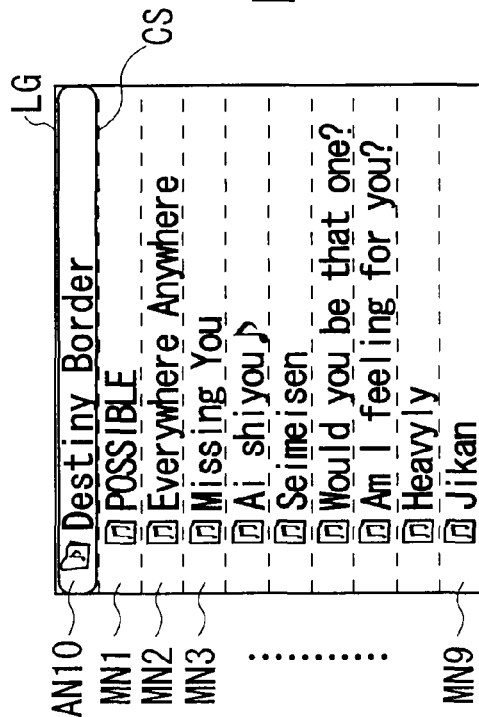 LG
CS
AN10 Destiny Border
MN1 POSSIBLE
MN2 Everywhere Anywhere
MN3 Missing You
Ai shiyou♪
Seimeisen
Would you be that one?
Am I feeling for you?
Heavyly
MN9 Jikan